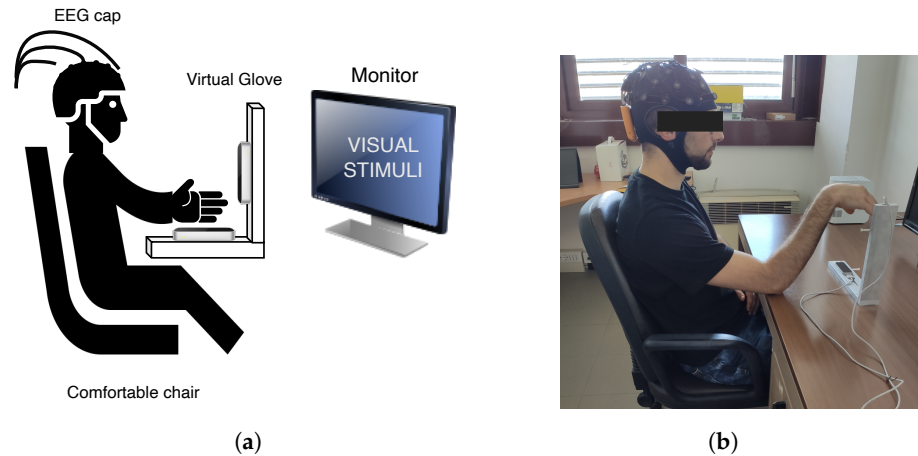 EEG cap
Virtual Glove
Monitor
VISUAL
STIMULI
Comfortable chair
(a)
(b)